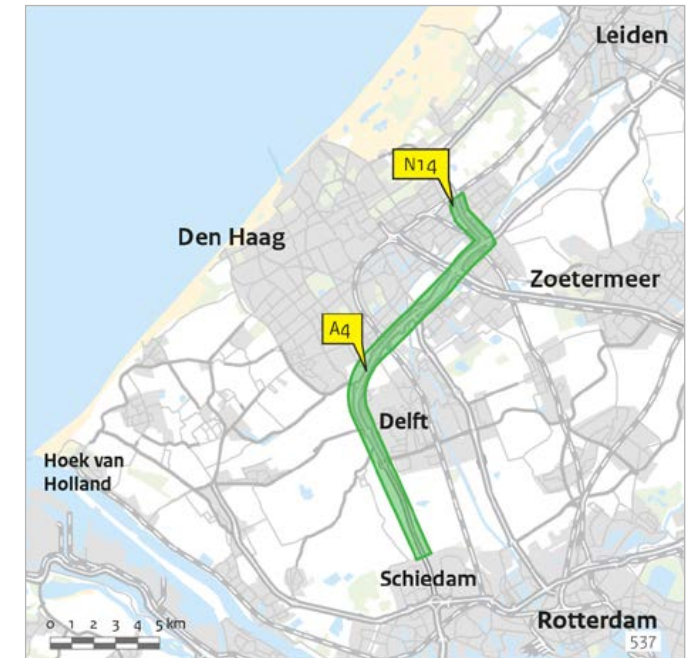 Leiden
N14
Den Haag
Zoetermeer
A4
Delft
Hoek van
Holland
Schiedam
0 1 2 3 4 5 km
Rotterdam
537